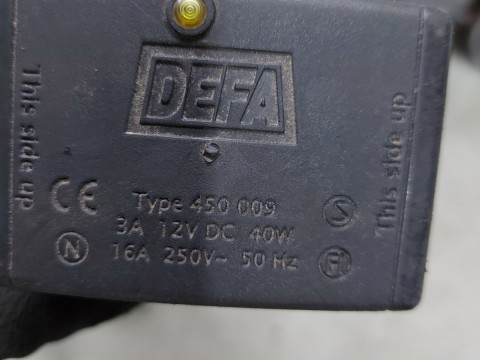 DEFA
This side up
This side up
CE
Type 450 009
3A 12V DC 40W
16A 250V~ 50 Hz
N
S
FI